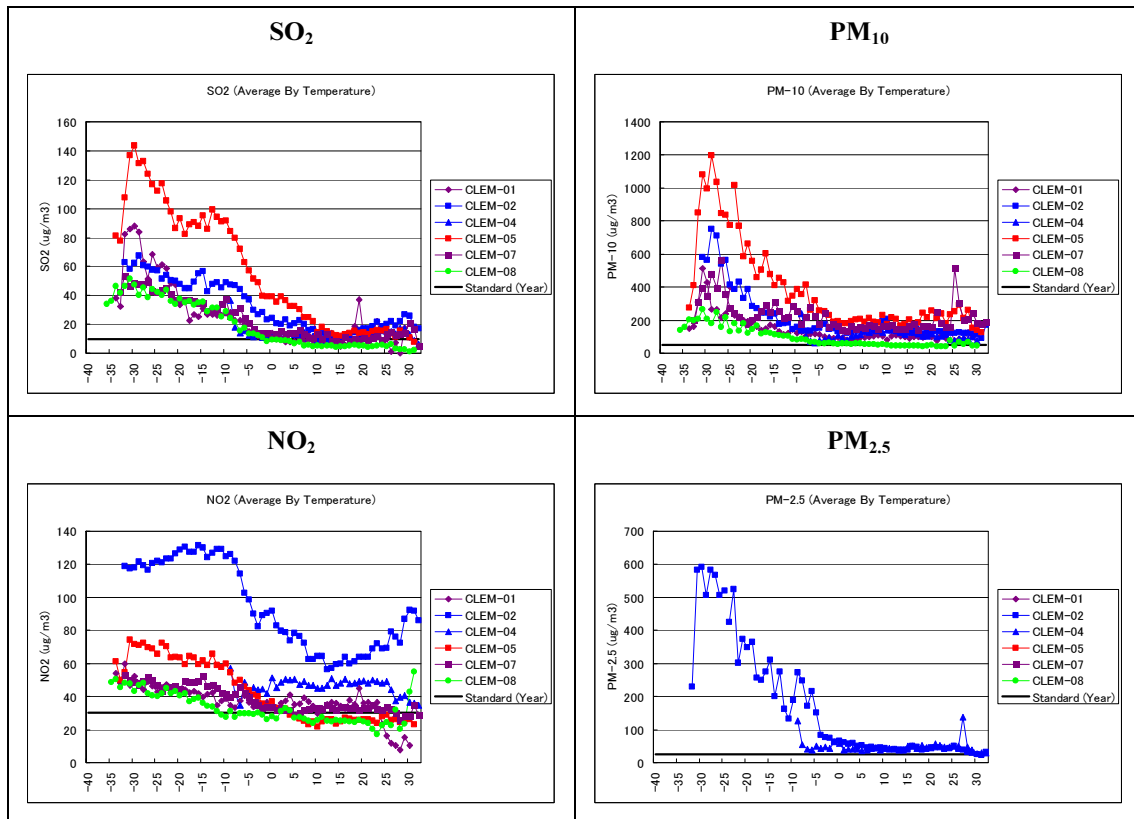 SO₂
SO2 (Average By Temperature)
SO2 (ug/m3)
160
140
120
100
80
60
40
20
0
-40 -35 -30 -25 -20 -15 -10 -5 0 5 10 15 20 25 30
CLEM-01
CLEM-02
CLEM-04
CLEM-05
CLEM-07
CLEM-08
Standard (Year)
PM₁₀
PM-10 (Average By Temperature)
PM-10 (ug/m3)
1400
1200
1000
800
600
400
200
0
-40 -35 -30 -25 -20 -15 -10 -5 0 5 10 15 20 25 30
CLEM-01
CLEM-02
CLEM-04
CLEM-05
CLEM-07
CLEM-08
Standard (Year)
NO₂
NO2 (Average By Temperature)
NO2 (ug/m3)
140
120
100
80
60
40
20
0
-40 -35 -30 -25 -20 -15 -10 -5 0 5 10 15 20 25 30
CLEM-01
CLEM-02
CLEM-04
CLEM-05
CLEM-07
CLEM-08
Standard (Year)
PM₂.₅
PM-2.5 (Average By Temperature)
PM-2.5 (ug/m3)
700
600
500
400
300
200
100
0
-40 -35 -30 -25 -20 -15 -10 -5 0 5 10 15 20 25 30
CLEM-01
CLEM-02
CLEM-04
CLEM-05
CLEM-07
CLEM-08
Standard (Year)